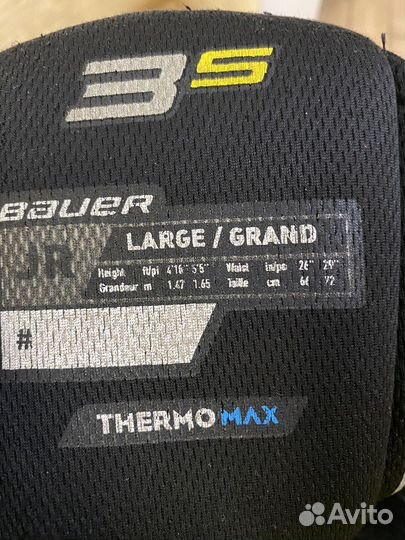 3S
BAUER
JR LARGE / GRAND
Height ft/pi 4'10" 5'5" Waist in/po 26" 29"
Grandeur m 1.47 1.65 Taille cm 66 72
#
THERMO MAX
Avito